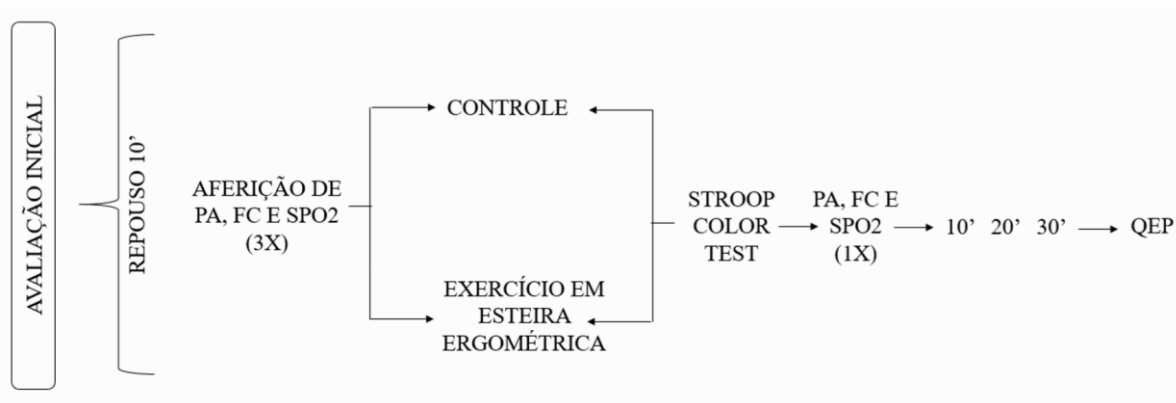 AVALIAÇÃO INICIAL
REPOUSO 10’
AFERIÇÃO DE
PA, FC E SPO2
(3X)
CONTROLE
EXERCÍCIO EM
ESTEIRA
ERGOMÉTRICA
STROOP
COLOR
TEST
PA, FC E
SPO2
(1X)
10’ 20’ 30’
QEP